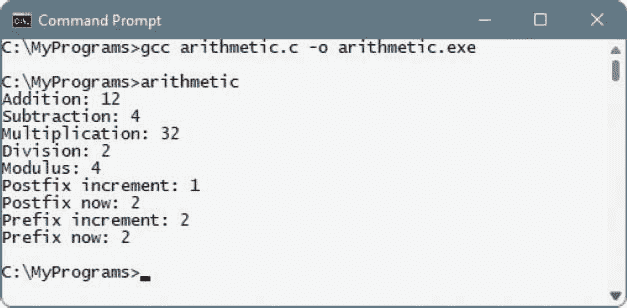 Command Prompt
C:\MyPrograms>gcc arithmetic.c -o arithmetic.exe
C:\MyPrograms>arithmetic
Addition: 12
Subtraction: 4
Multiplication: 32
Division: 2
Modulus: 4
Postfix increment: 1
Postfix now: 2
Prefix increment: 2
Prefix now: 2
C:\MyPrograms>